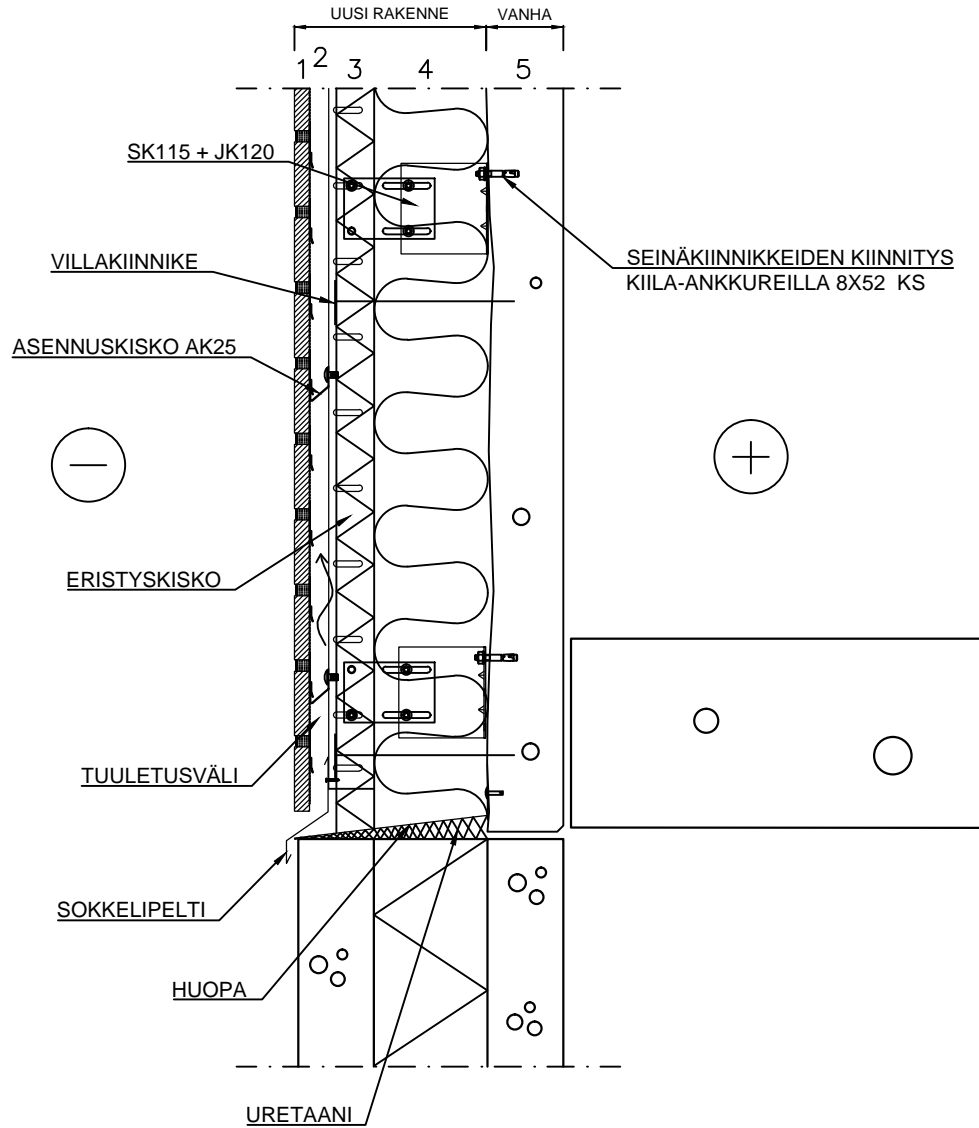 UUSI RAKENNE
VANHA
1 2 3 4 5
SK115 + JK120
VILLAKIINNIKE
SEINÄKIINNIKKEIDEN KIINNITYS
KIILA-ANKKUREILLA 8X52 KS
ASENNUSKISKO AK25
ERISTYSKISKO
TUULETUSVÄLI
SOKKELIPELTI
HUOPA
URETAANI